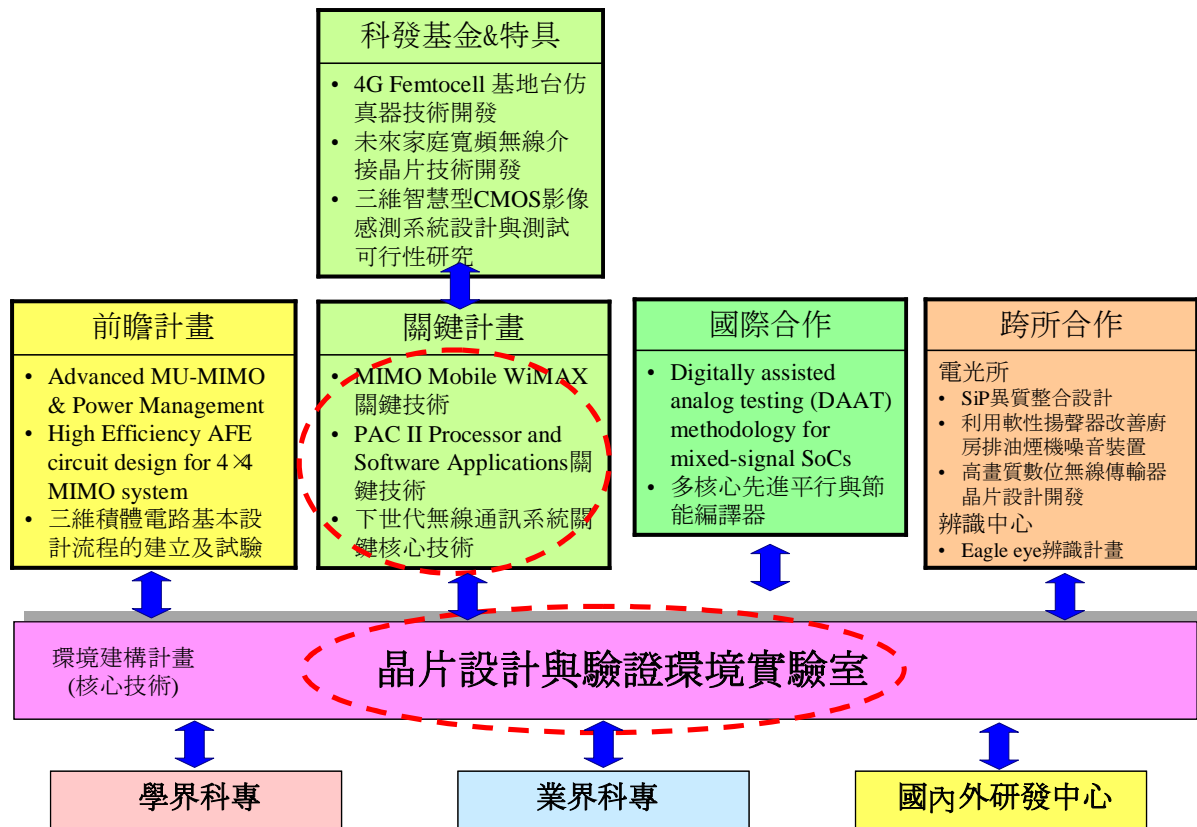 科發基金&特具
• 4G Femtocell 基地台仿
真器技術開發
• 未來家庭寬頻無線介
接晶片技術開發
• 三維智慧型CMOS影像
感測系統設計與測試
可行性研究
前瞻計畫
• Advanced MU-MIMO
& Power Management
• High Efficiency AFE
circuit design for 4×4
MIMO system
• 三維積體電路基本設
計流程的建立及試驗
關鍵計畫
• MIMO Mobile WiMAX
關鍵技術
• PAC II Processor and
Software Applications關
鍵技術
• 下世代無線通訊系統關
鍵核心技術
國際合作
• Digitally assisted
analog testing (DAAT)
methodology for
mixed-signal SoCs
• 多核心先進平行與節
能編譯器
跨所合作
電光所
• SiP異質整合設計
• 利用軟性揚聲器改善廚
房排油煙機噪音裝置
• 高畫質數位無線傳輸器
晶片設計開發
辨識中心
• Eagle eye辨識計畫
環境建構計畫
(核心技術)
晶片設計與驗證環境實驗室
學界科專
業界科專
國內外研發中心